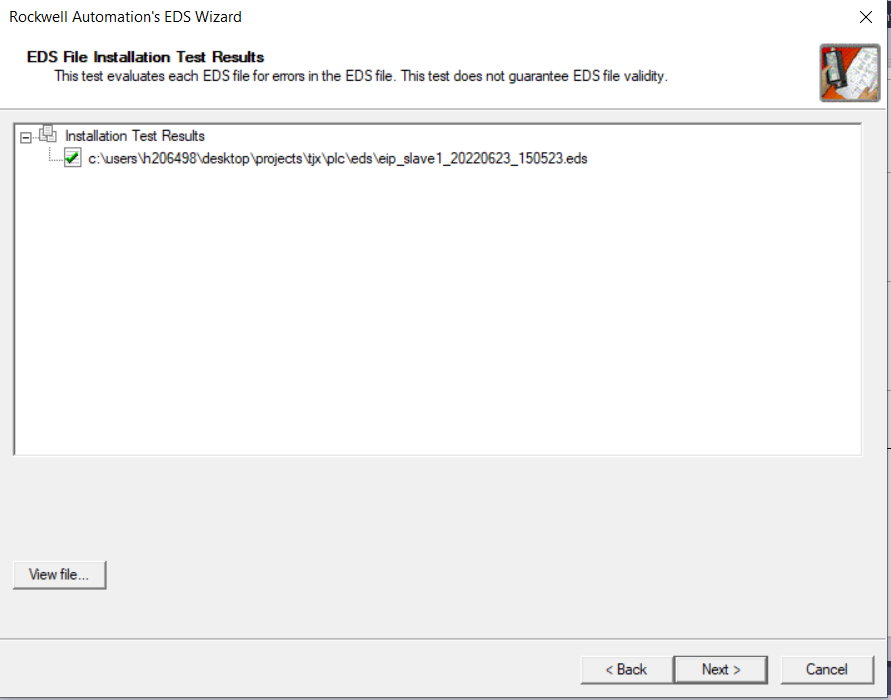 Rockwell Automation's EDS Wizard
EDS File Installation Test Results
This test evaluates each EDS file for errors in the EDS file. This test does not guarantee EDS file validity.
Installation Test Results
c:\users\h206498\desktop\projects\tjx\plc\eds\eip_slave1_20220623_150523.eds
View file...
< Back
Next >
Cancel